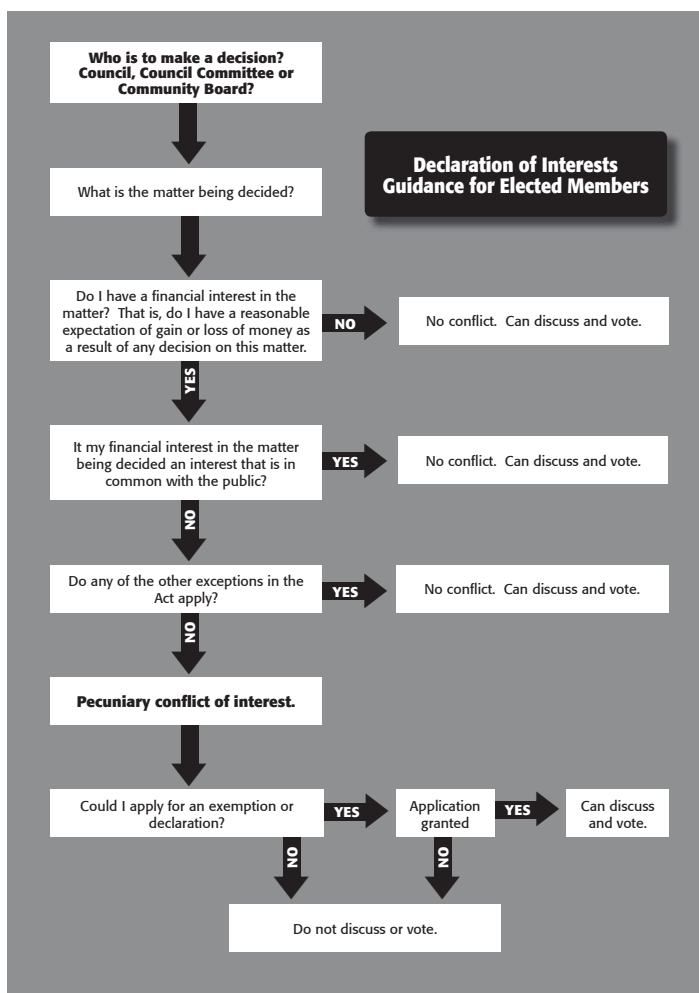 Who is to make a decision?
Council, Council Committee or
Community Board?
Declaration of Interests
Guidance for Elected Members
What is the matter being decided?
Do I have a financial interest in the
matter?  That is, do I have a reasonable
expectation of gain or loss of money as
a result of any decision on this matter.
NO
No conflict.  Can discuss and vote.
YES
It my financial interest in the matter
being decided an interest that is in
common with the public?
YES
No conflict.  Can discuss and vote.
NO
Do any of the other exceptions in the
Act apply?
YES
No conflict.  Can discuss and vote.
NO
Pecuniary conflict of interest.
Could I apply for an exemption or
declaration?
YES
Application
granted
YES
Can discuss
and vote.
NO
NO
Do not discuss or vote.